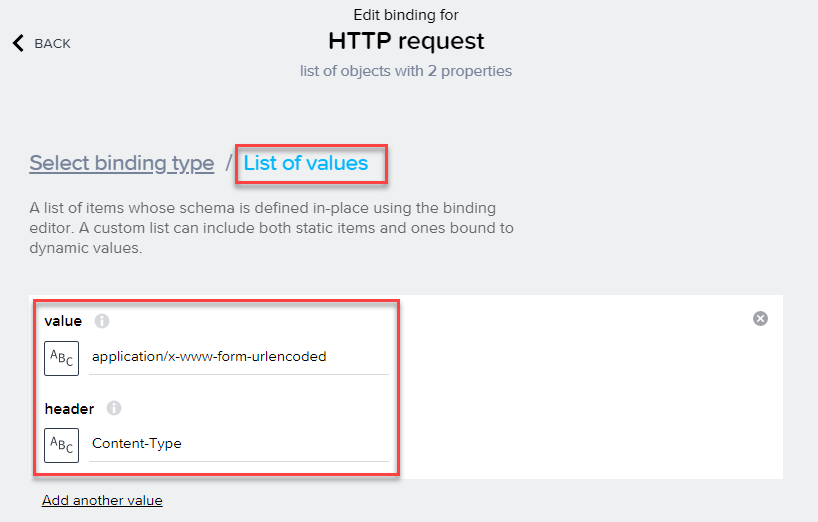 Edit binding for
BACK
HTTP request
list of objects with 2 properties
Select binding type / List of values
A list of items whose schema is defined in-place using the binding
editor. A custom list can include both static items and ones bound to
dynamic values.
value
ABC application/x-www-form-urlencoded
header
ABC Content-Type
Add another value